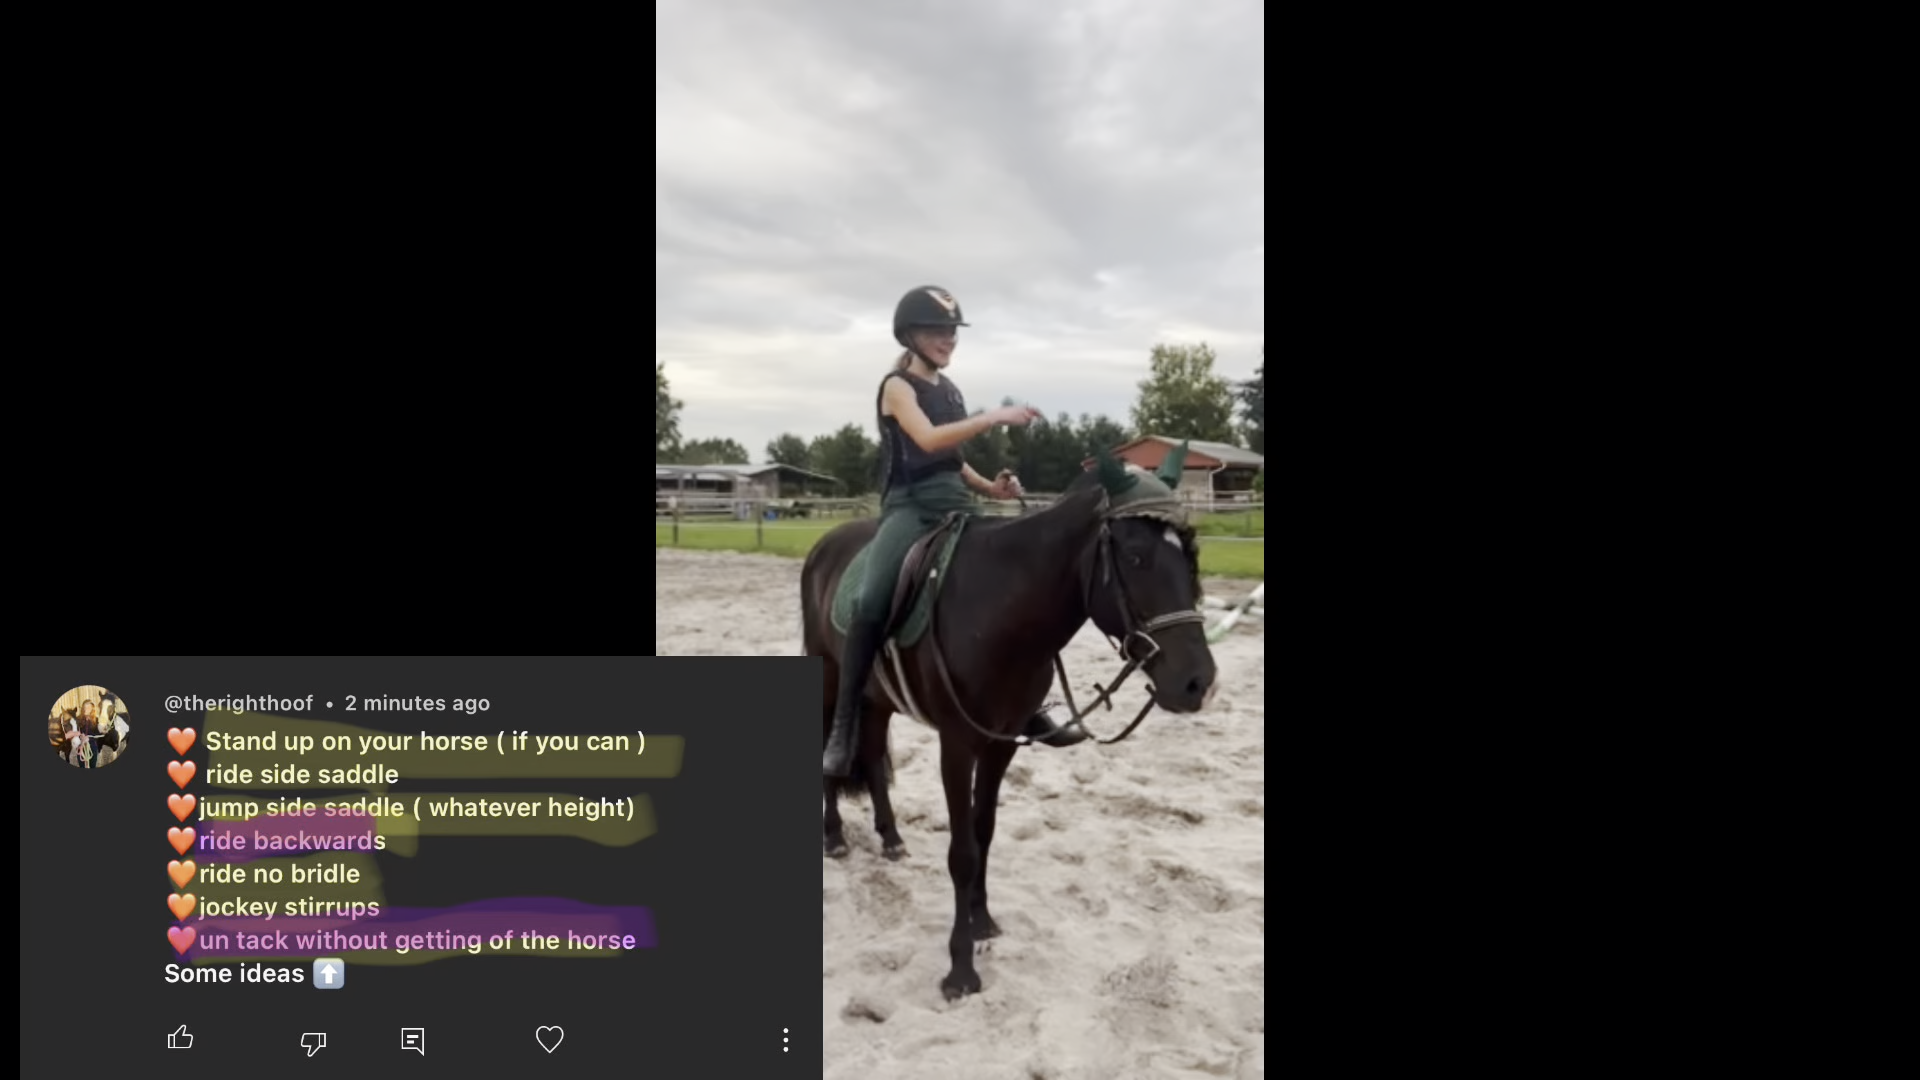 @therighthoof • 2 minutes ago
🧡 Stand up on your horse ( if you can )
🧡 ride side saddle
🧡jump side saddle ( whatever height)
🧡ride backwards
🧡ride no bridle
🧡jockey stirrups
❤️un tack without getting of the horse
Some ideas ⬆️